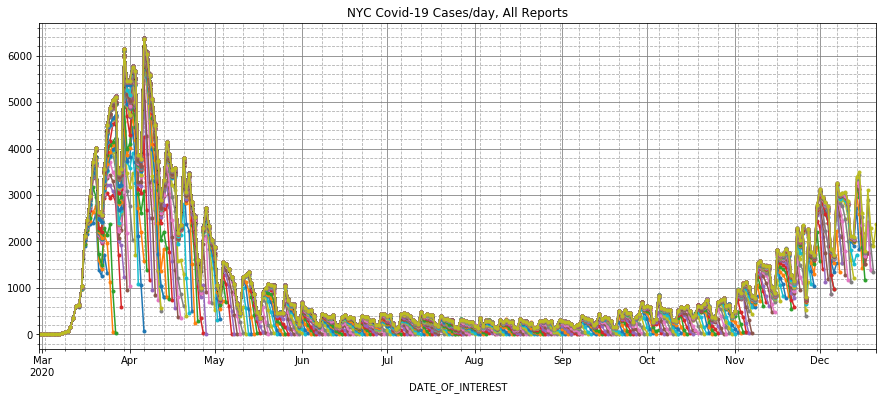 NYC Covid-19 Cases/day, All Reports
6000
5000
4000
3000
2000
1000
0
Mar Apr May Jun Jul Aug Sep Oct Nov Dec
2020
DATE_OF_INTEREST